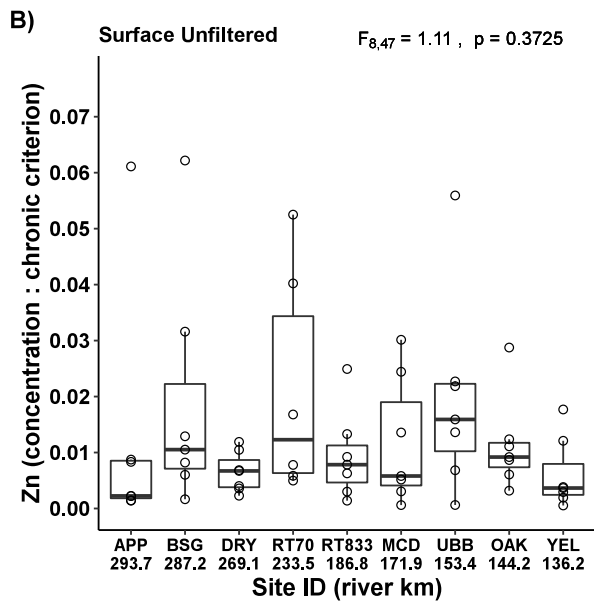 B)
Surface Unfiltered
F8,47 = 1.11 , p = 0.3725
Zn (concentration : chronic criterion)
0.07
0.06
0.05
0.04
0.03
0.02
0.01
0.00
APP BSG DRY RT70 RT833 MCD UBB OAK YEL
293.7 287.2 269.1 233.5 186.8 171.9 153.4 144.2 136.2
Site ID (river km)